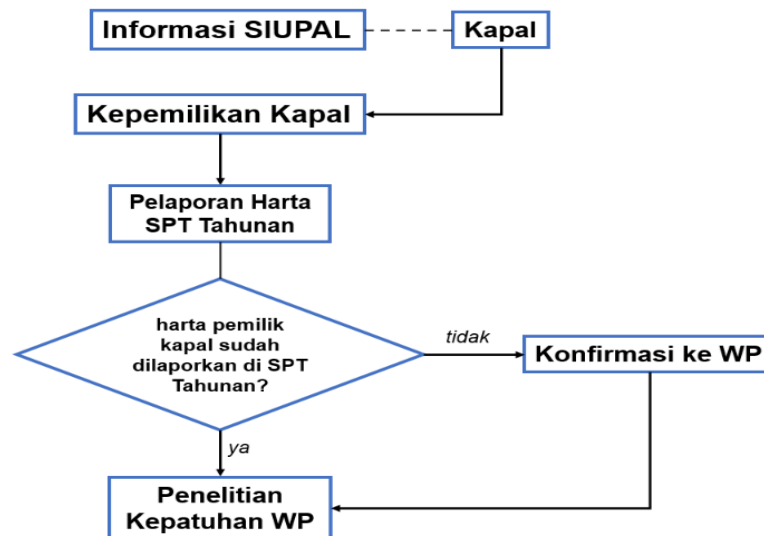 Informasi SIUPAL
Kapal
Kepemilikan Kapal
Pelaporan Harta
SPT Tahunan
harta pemilik
kapal sudah
dilaporkan di SPT
Tahunan?
tidak
Konfirmasi ke WP
ya
Penelitian
Kepatuhan WP